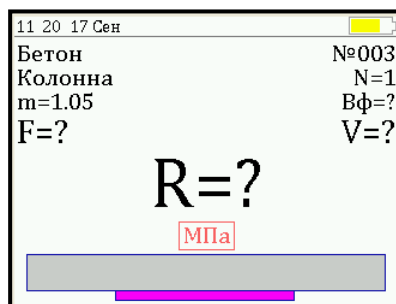 11 20 17 Сен
Бетон №003
Колонна N=1
m=1.05 Вф=?
F=? V=?
R=?
МПа